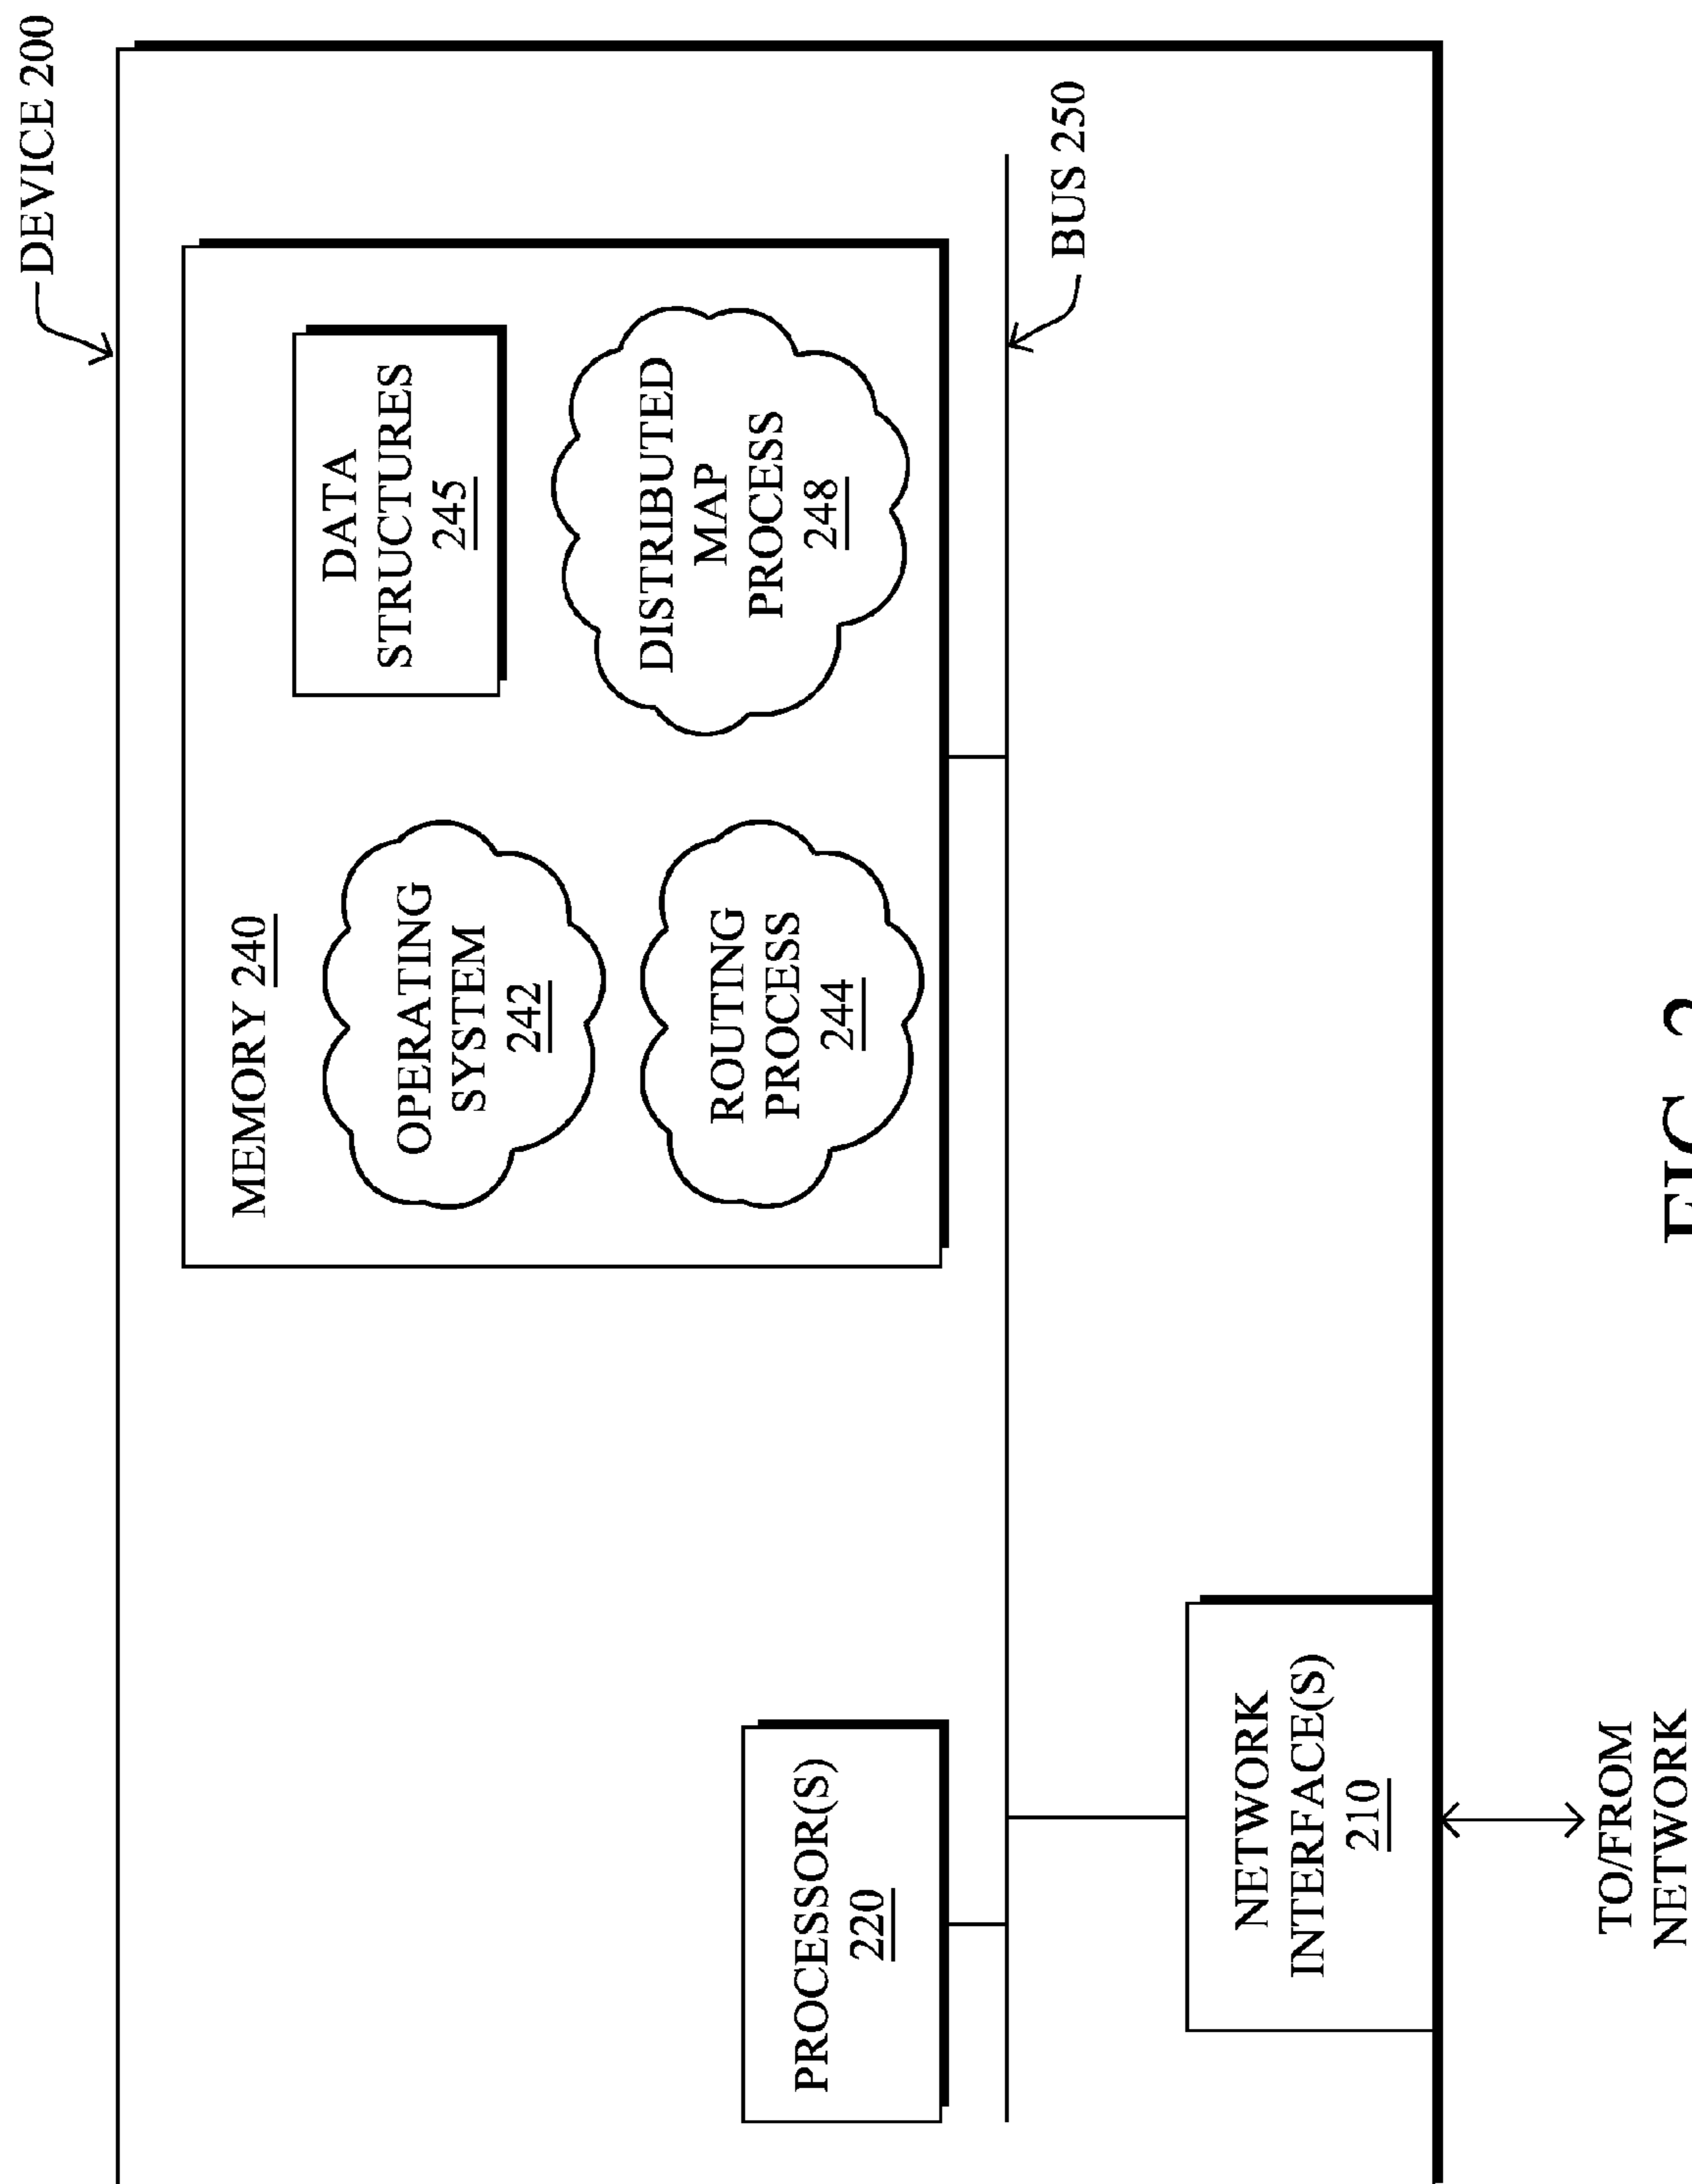 DEVICE 200
MEMORY 240
OPERATING
SYSTEM
242
DATA
STRUCTURES
245
ROUTING
PROCESS
244
DISTRIBUTED
MAP
PROCESS
248
PROCESSOR(S)
220
BUS 250
NETWORK
INTERFACE(S)
210
TO/FROM
NETWORK